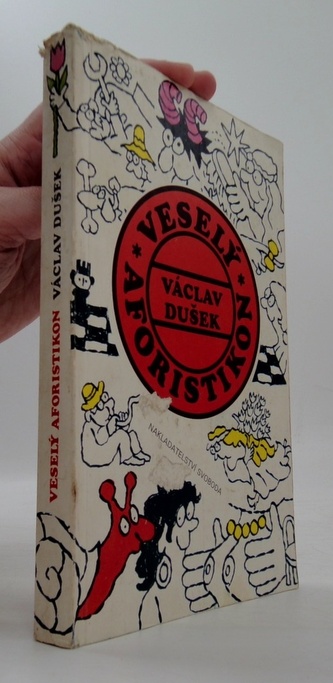 VESELÝ AFORISTIKON VÁCLAV DUŠEK
VESELÝ
VÁCLAV
DUŠEK
AFORISTIKON
NAKLADATELSTVÍ SVOBODA